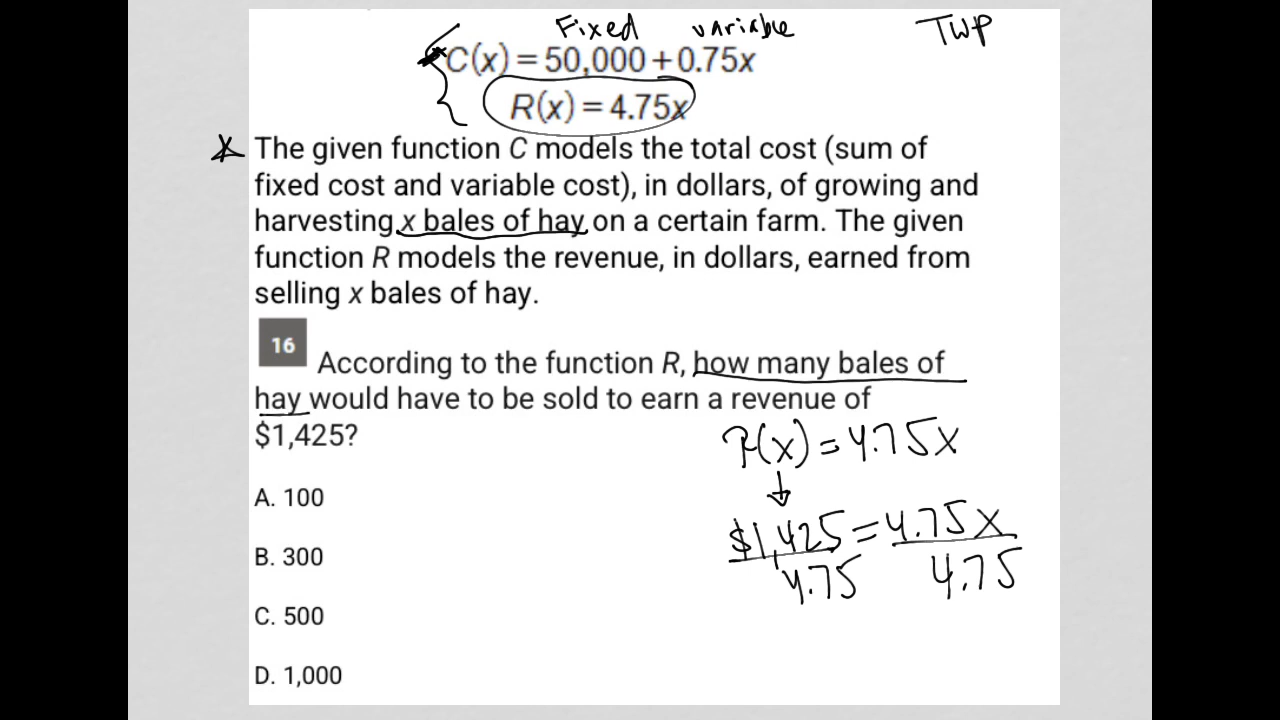 Fixed variable TWP
C(x) = 50,000 + 0.75x
R(x) = 4.75x
The given function C models the total cost (sum of
fixed cost and variable cost), in dollars, of growing and
harvesting x bales of hay on a certain farm. The given
function R models the revenue, in dollars, earned from
selling x bales of hay.
16 According to the function R, how many bales of
hay would have to be sold to earn a revenue of
$1,425?
R(x) = 4.75x
A. 100
$1,425 = 4.75x
B. 300
4.75 4.75
C. 500
D. 1,000